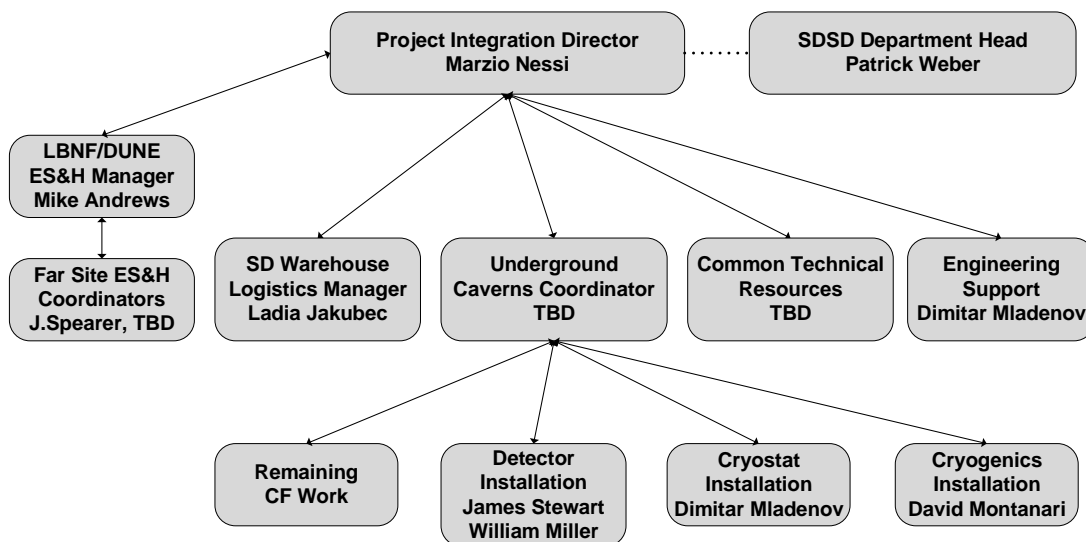 Project Integration Director
Marzio Nessi
SDSD Department Head
Patrick Weber
LBNF/DUNE
ES&H Manager
Mike Andrews
Far Site ES&H
Coordinators
J.Spearer, TBD
SD Warehouse
Logistics Manager
Ladia Jakubec
Underground
Caverns Coordinator
TBD
Common Technical
Resources
TBD
Engineering
Support
Dimitar Mladenov
Remaining
CF Work
Detector
Installation
James Stewart
William Miller
Cryostat
Installation
Dimitar Mladenov
Cryogenics
Installation
David Montanari